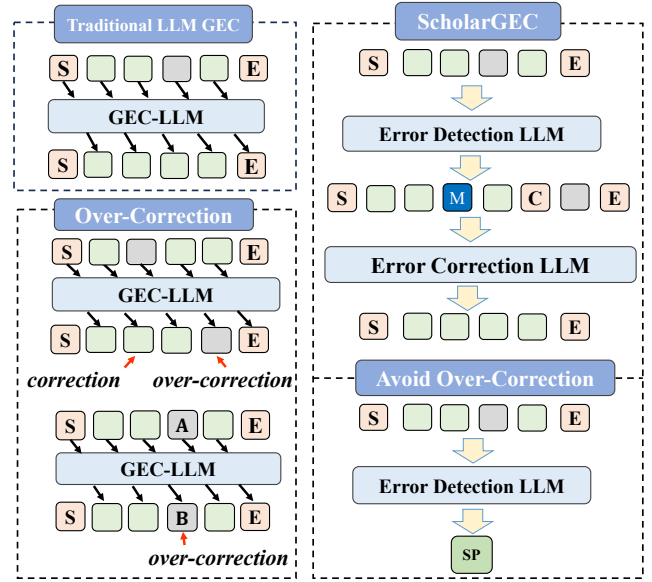 Traditional LLM GEC
S E
GEC-LLM
S E
Over-Correction
S E
GEC-LLM
S E
correction over-correction
S A E
GEC-LLM
S B E
over-correction
ScholarGEC
S E
Error Detection LLM
S M C E
Error Correction LLM
S E
Avoid Over-Correction
S E
Error Detection LLM
SP